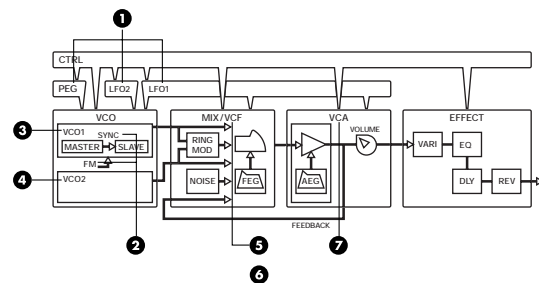 1
CTRL
PEG LFO2 LFO1
VCO MIX/VCF VCA EFFECT
3 VCO1 SYNC RING MOD VOLUME
MASTER SLAVE VARI EQ
FM
4 VCO2 NOISE FEG AEG DLY REV
FEEDBACK
2 5 7
6